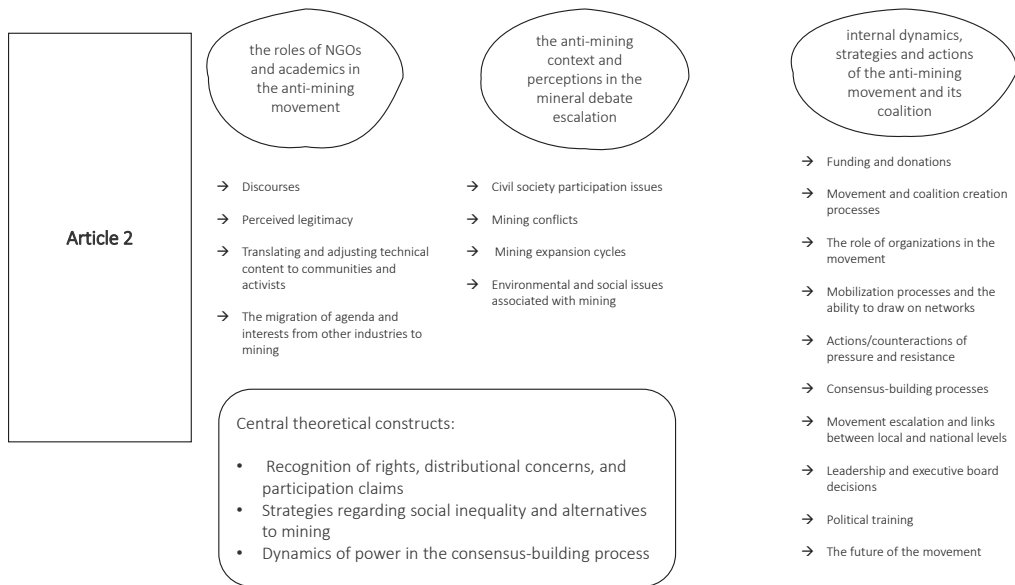 Article 2
the roles of NGOs
and academics in
the anti-mining
movement
→ Discourses
→ Perceived legitimacy
→ Translating and adjusting technical
content to communities and
activists
→ The migration of agenda and
interests from other industries to
mining
the anti-mining
context and
perceptions in the
mineral debate
escalation
→ Civil society participation issues
→ Mining conflicts
→ Mining expansion cycles
→ Environmental and social issues
associated with mining
internal dynamics,
strategies and actions
of the anti-mining
movement and its
coalition
→ Funding and donations
→ Movement and coalition creation
processes
→ The role of organizations in the
movement
→ Mobilization processes and the
ability to draw on networks
→ Actions/counteractions of
pressure and resistance
→ Consensus-building processes
→ Movement escalation and links
between local and national levels
→ Leadership and executive board
decisions
→ Political training
→ The future of the movement
Central theoretical constructs:
• Recognition of rights, distributional concerns, and
participation claims
• Strategies regarding social inequality and alternatives
to mining
• Dynamics of power in the consensus-building process